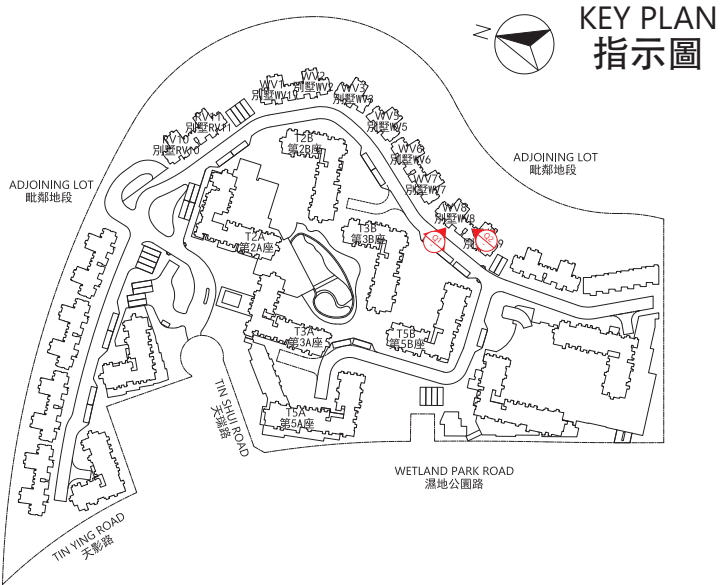 KEY PLAN
指示圖
N
WV1
別墅WV1
WV2
別墅WV2
WV3
別墅WV3
RV11
別墅RV11
WV5
別墅WV5
RV10
別墅RV10
T2B
第2B座
WV6
別墅WV6
ADJOINING LOT
毗鄰地段
WV7
別墅WV7
ADJOINING LOT
毗鄰地段
WV8
別墅WV8
T2A
第2A座
T3B
第3B座
01
02
T3A
第3A座
T5B
第5B座
T5A
第5A座
TIN SHUI ROAD
天瑞路
WETLAND PARK ROAD
濕地公園路
TIN YING ROAD
天影路